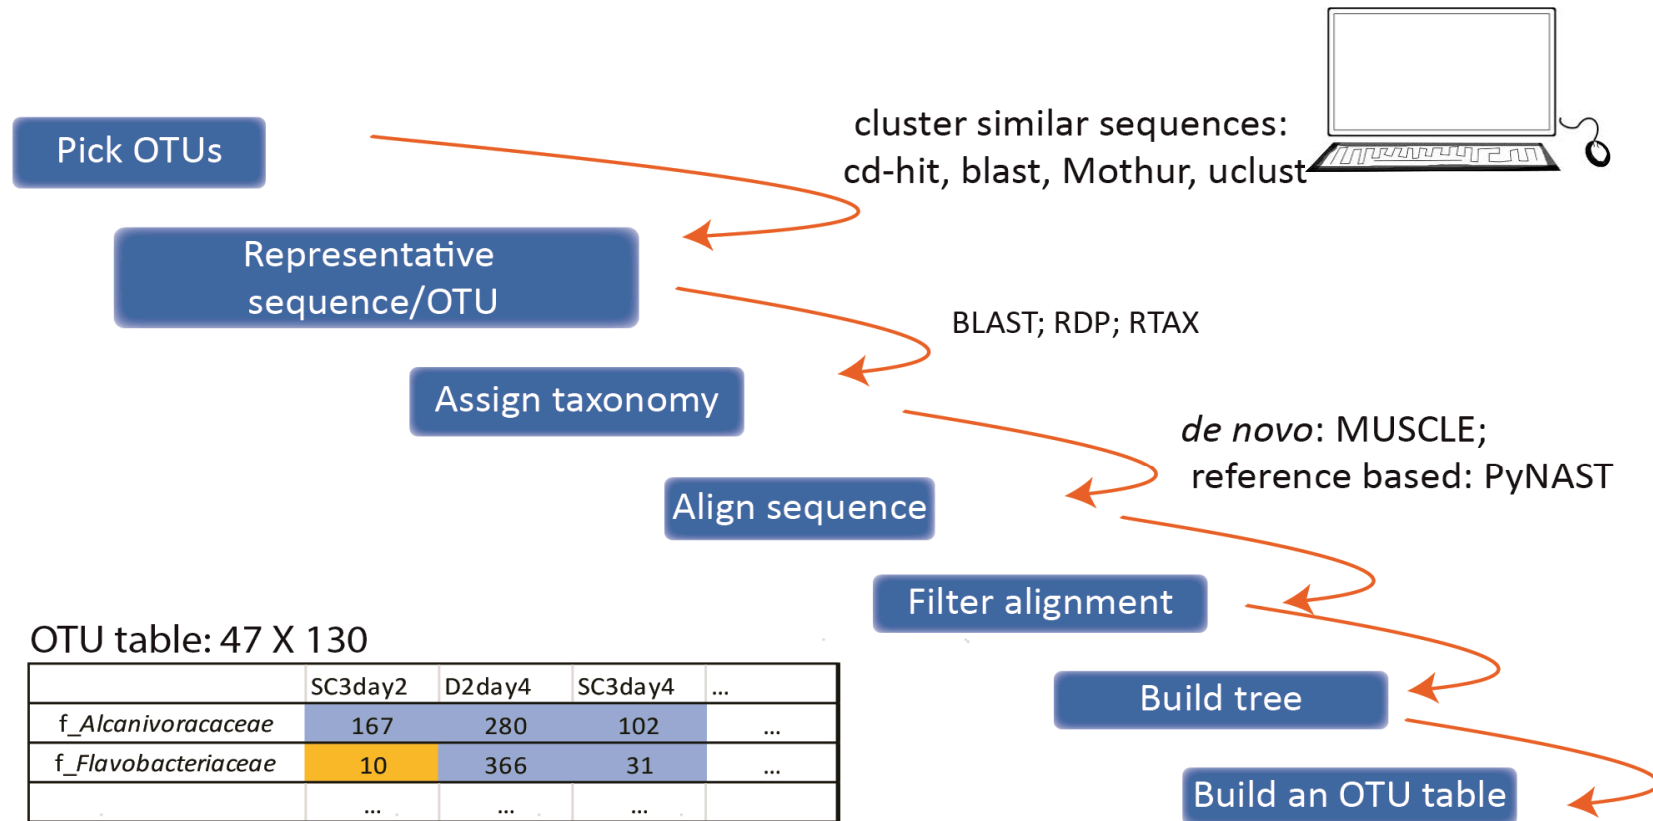 Pick OTUs
cluster similar sequences:
cd-hit, blast, Mothur, uclust
Representative
sequence/OTU
BLAST; RDP; RTAX
Assign taxonomy
de novo: MUSCLE;
reference based: PyNAST
Align sequence
Filter alignment
Build tree
Build an OTU table
OTU table: 47 X 130
SC3day2 D2day4 SC3day4 ...
f_Alcanivoracaceae 167 280 102 ...
f_Flavobacteriaceae 10 366 31 ...
... ... ...